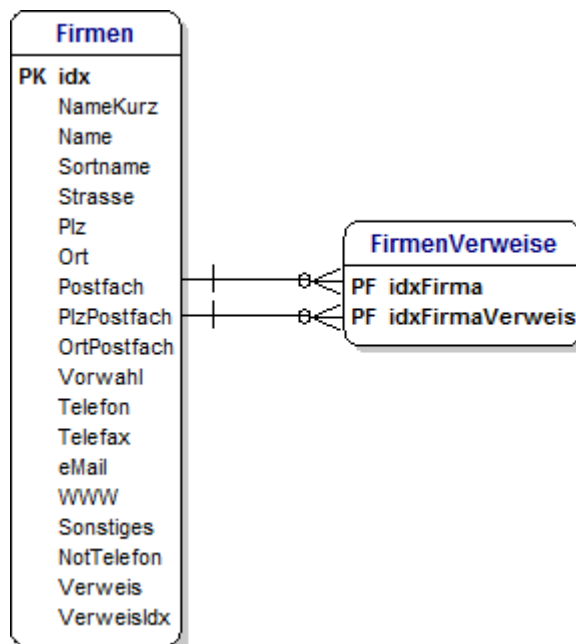 Firmen
PK idx
NameKurz
Name
Sortname
Strasse
Plz
Ort
Postfach
PlzPostfach
OrtPostfach
Vorwahl
Telefon
Telefax
eMail
WWW
Sonstiges
NotTelefon
Verweis
VerweisIdx
FirmenVerweise
PF idxFirma
PF idxFirmaVerweis